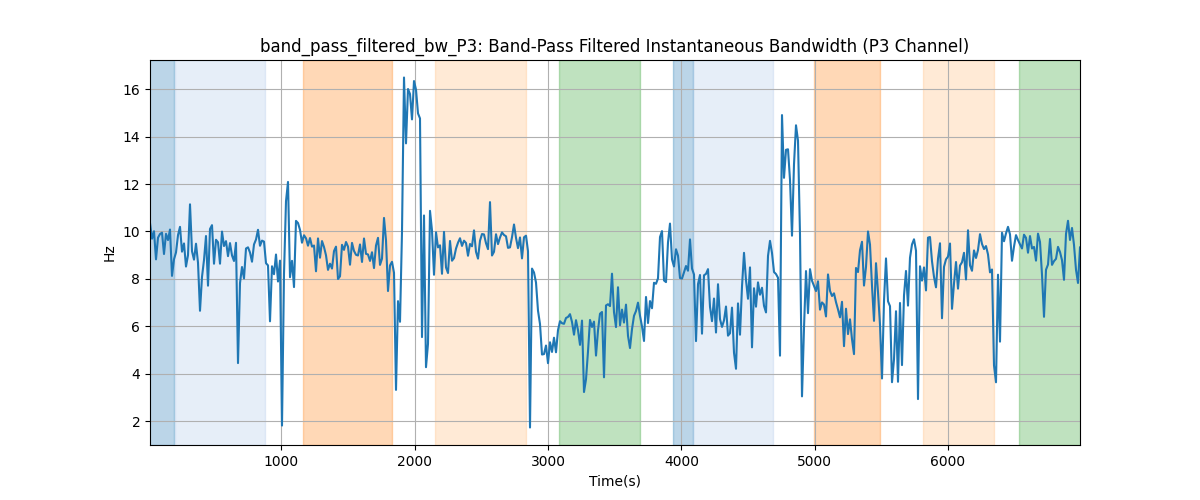 band_pass_filtered_bw_P3: Band-Pass Filtered Instantaneous Bandwidth (P3 Channel)
16
14
12
10
8
6
4
2
Hz
1000 2000 3000 4000 5000 6000
Time(s)